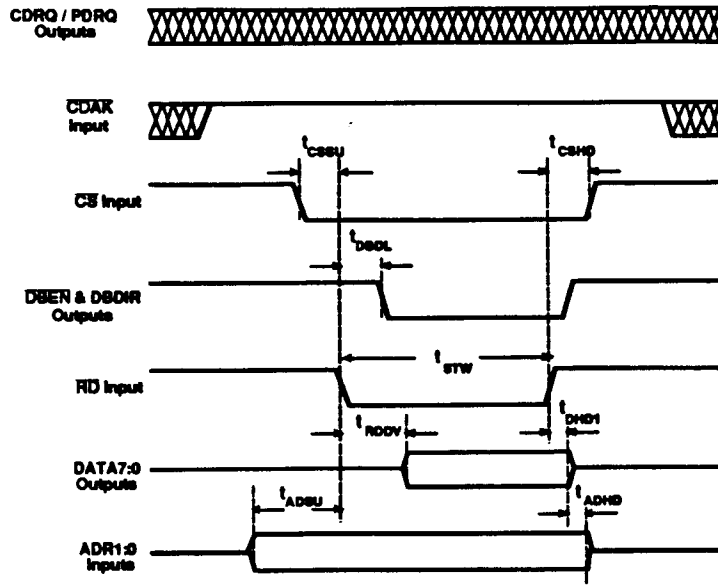 CDRQ / PDRQ
Outputs
CDAK
Input
tCSSU
tCSHD
CS Input
tDBDL
DBEN & DBDIR
Outputs
tSTW
RD Input
tRDDV
tDHD1
DATA7:0
Outputs
tADSU
tADHD
ADR1:0
Inputs